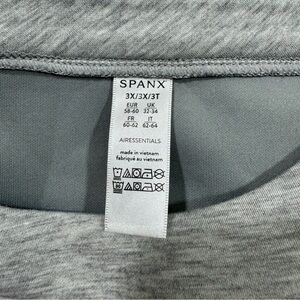 SPANX
3X/3X/3T
EUR UK
58-60 32-34
FR IT
60-62 62-64
AIRESSENTIALS
made in vietnam
fabriqué au vietnam